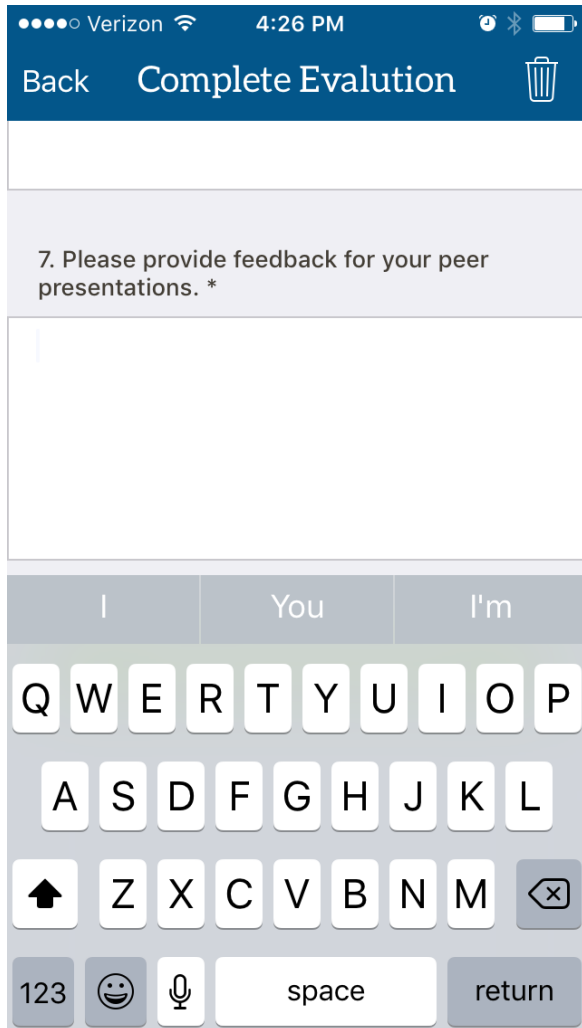 Verizon 4:26 PM
Back Complete Evalution
7. Please provide feedback for your peer
presentations. *
I You I'm
Q W E R T Y U I O P
A S D F G H J K L
Z X C V B N M
123 space return